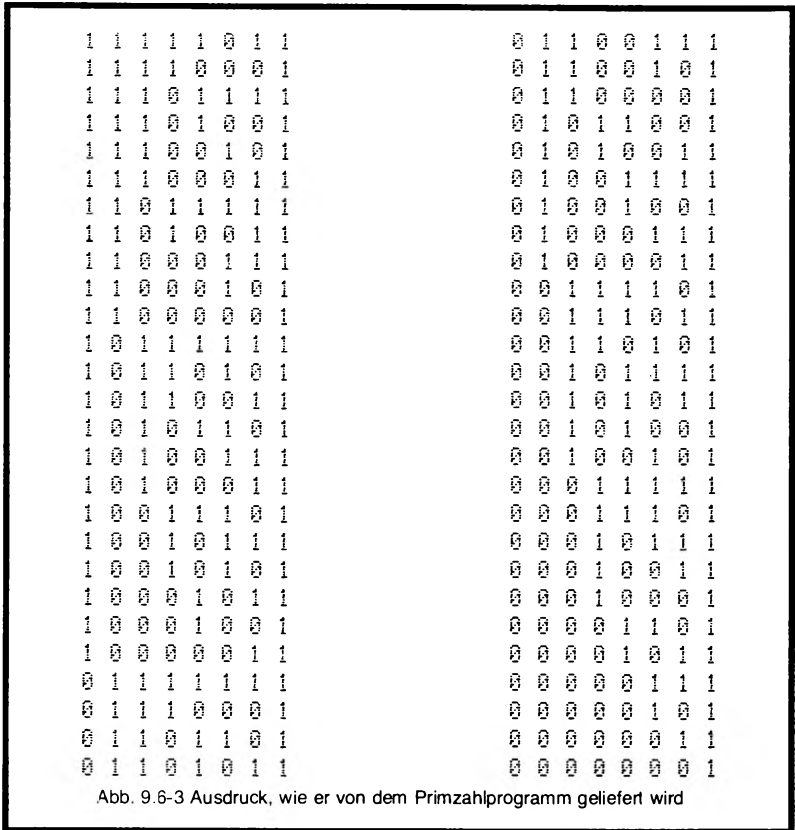 1 1 1 1 1 0 1 1
1 1 1 1 0 0 0 1
1 1 1 0 1 1 1 1
1 1 1 0 1 0 0 1
1 1 1 0 0 1 0 1
1 1 1 0 0 0 1 1
1 1 0 1 1 1 1 1
1 1 0 1 0 0 1 1
1 1 0 0 0 1 1 1
1 1 0 0 0 1 0 1
1 1 0 0 0 0 0 1
1 0 1 1 1 1 1 1
1 0 1 1 0 1 0 1
1 0 1 1 0 0 1 1
1 0 1 0 1 1 0 1
1 0 1 0 0 1 1 1
1 0 1 0 0 0 1 1
1 0 0 1 1 1 0 1
1 0 0 1 0 1 1 1
1 0 0 1 0 1 0 1
1 0 0 0 1 0 1 1
1 0 0 0 1 0 0 1
1 0 0 0 0 0 1 1
0 1 1 1 1 1 1 1
0 1 1 1 0 0 0 1
0 1 1 0 1 1 0 1
0 1 1 0 1 0 1 1
0 1 1 0 0 1 1 1
0 1 1 0 0 1 0 1
0 1 1 0 0 0 0 1
0 1 0 1 1 0 0 1
0 1 0 1 0 0 1 1
0 1 0 0 1 1 1 1
0 1 0 0 1 0 0 1
0 1 0 0 0 1 1 1
0 1 0 0 0 0 1 1
0 0 1 1 1 1 0 1
0 0 1 1 1 0 1 1
0 0 1 1 0 1 0 1
0 0 1 0 1 1 1 1
0 0 1 0 1 0 1 1
0 0 1 0 1 0 0 1
0 0 1 0 0 1 0 1
0 0 0 1 1 1 1 1
0 0 0 1 1 1 0 1
0 0 0 1 0 1 1 1
0 0 0 1 0 0 1 1
0 0 0 1 0 0 0 1
0 0 0 0 1 1 0 1
0 0 0 0 1 0 1 1
0 0 0 0 0 1 1 1
0 0 0 0 0 1 0 1
0 0 0 0 0 0 1 1
0 0 0 0 0 0 0 1
Abb. 9.6-3 Ausdruck, wie er von dem Primzahlprogramm geliefert wird